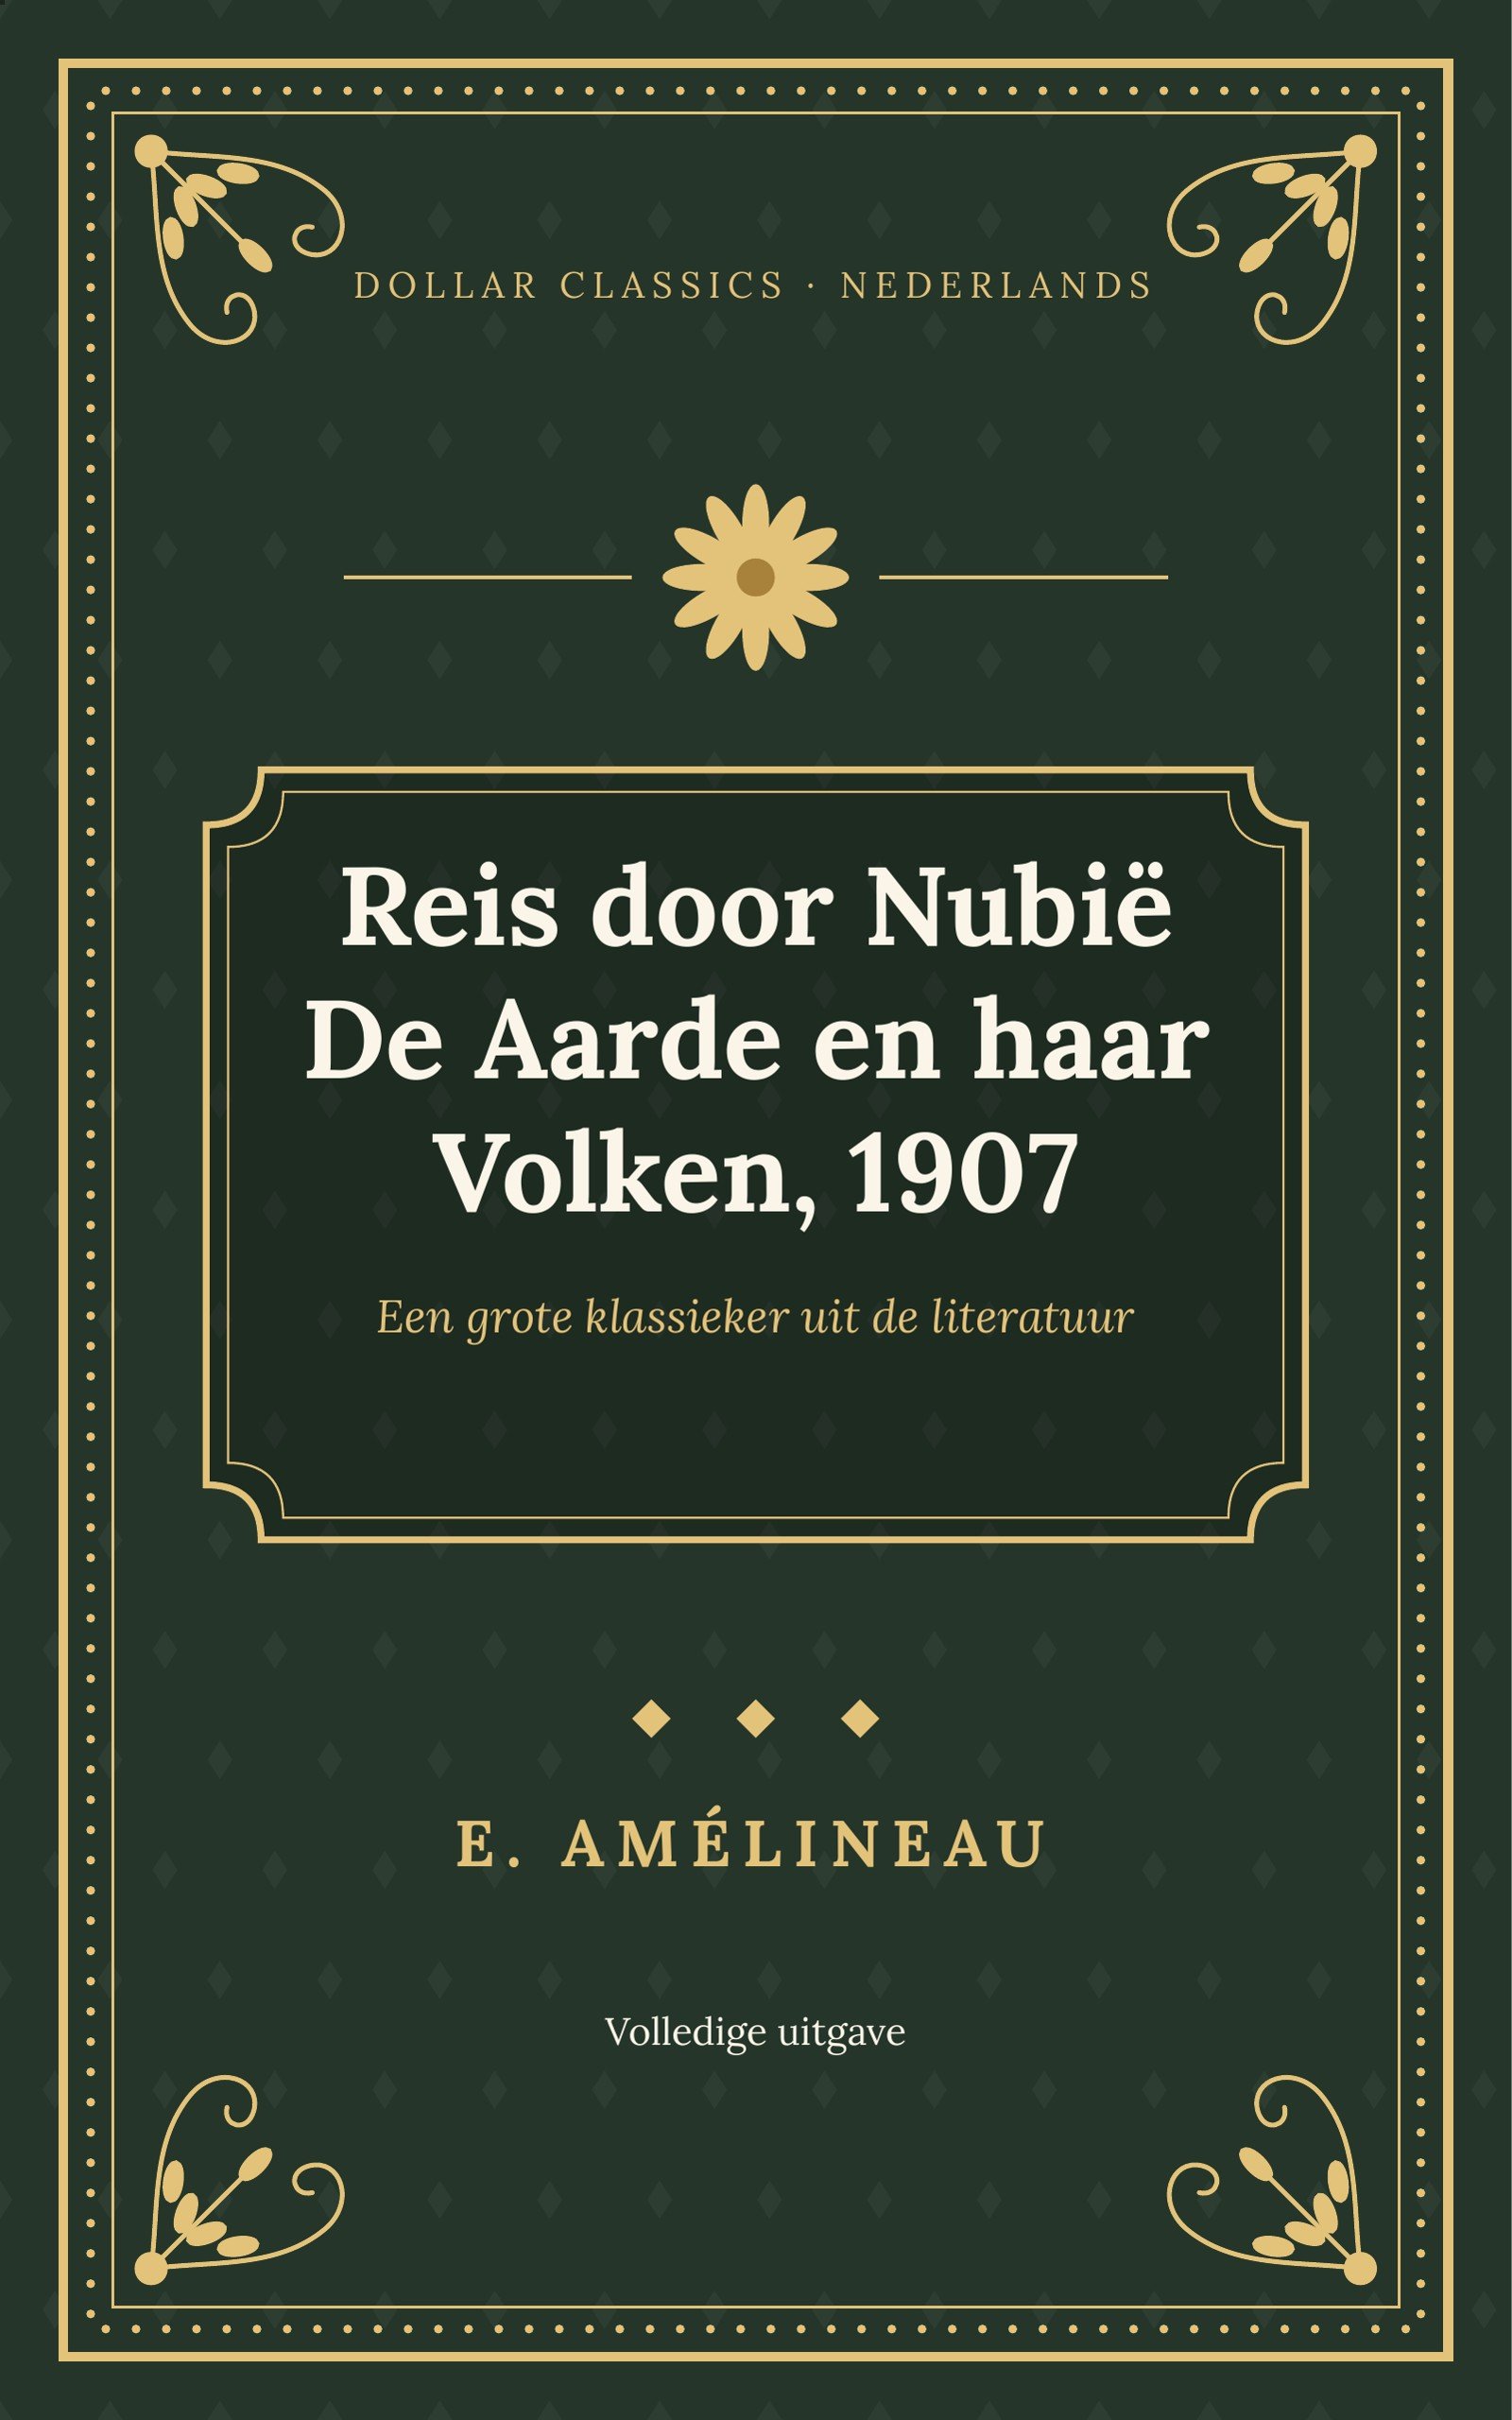 DOLLAR CLASSICS · NEDERLANDS
Reis door Nubië
De Aarde en haar
Volken, 1907
Een grote klassieker uit de literatuur
E. AMÉLINEAU
Volledige uitgave